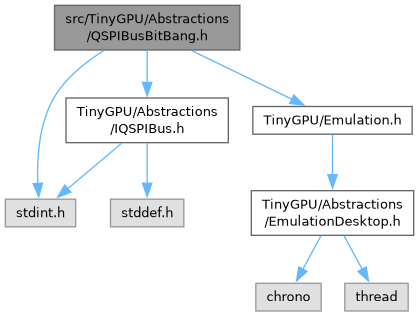 src/TinyGPU/Abstractions
/QSPIBusBitBang.h
TinyGPU/Abstractions
/IQSPIBus.h
TinyGPU/Emulation.h
stdint.h
stddef.h
TinyGPU/Abstractions
/EmulationDesktop.h
chrono
thread